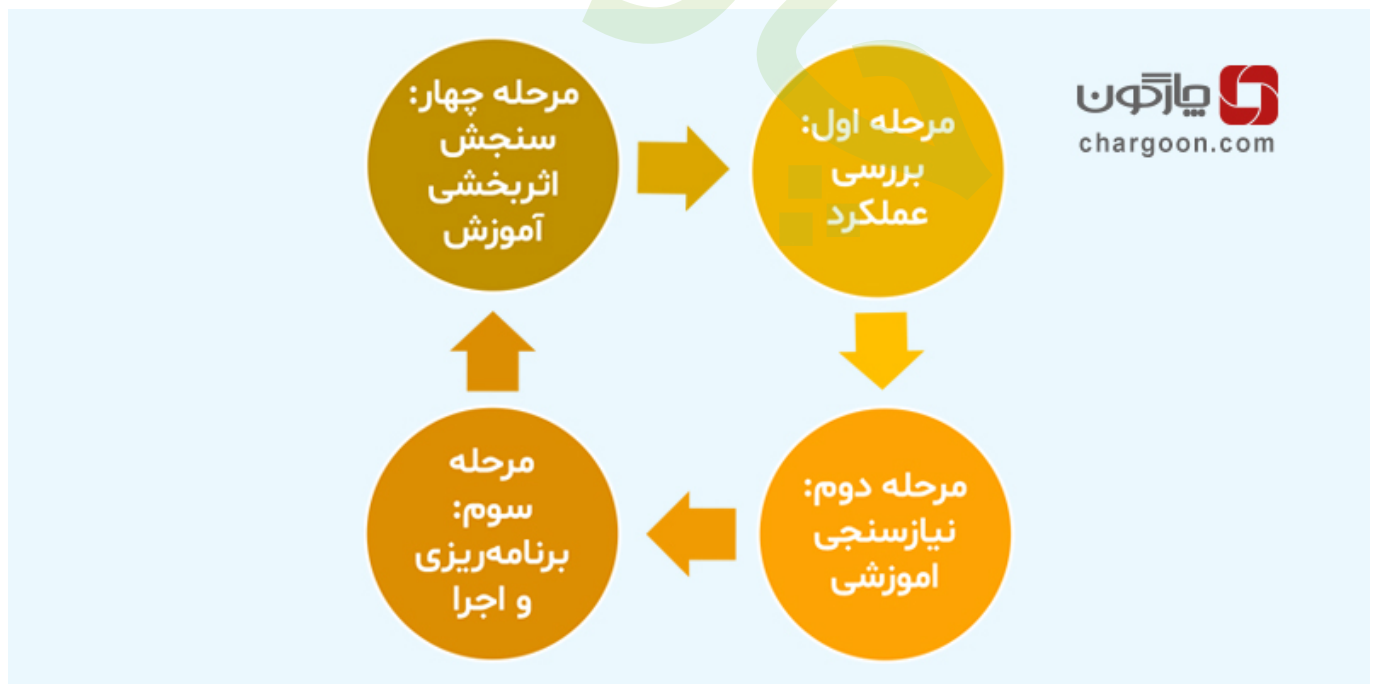 چارگون
chargoon.com
مرحله اول:
بررسی
عملکرد
مرحله دوم:
نیازسنجی
اموزشی
مرحله
سوم:
برنامه‌ریزی
و اجرا
مرحله چهار:
سنجش
اثربخشی
آموزش